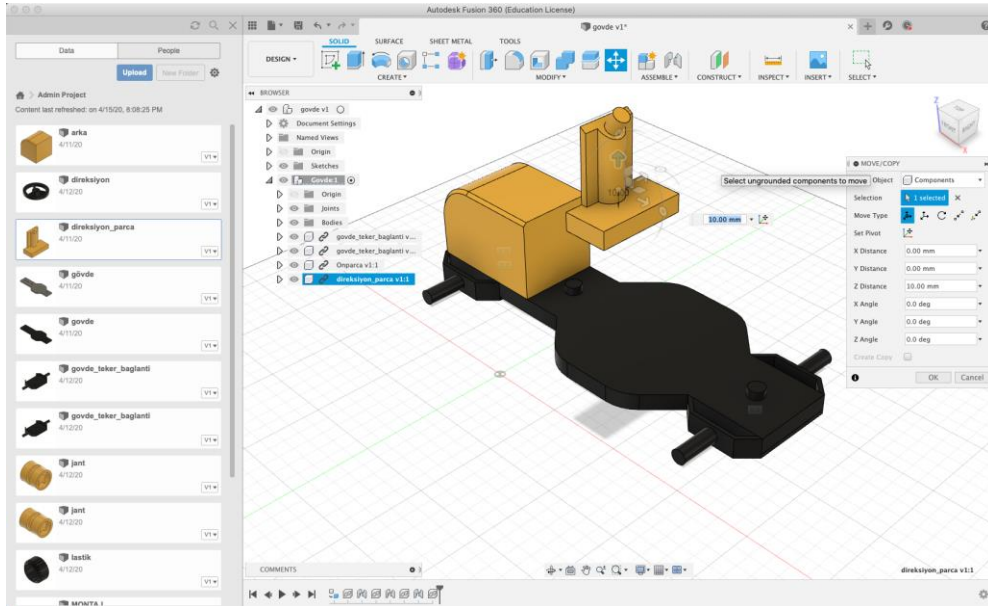 Autodesk Fusion 360 (Education License)
govde v1*
Data
People
Upload
New Folder
Admin Project
Content last refreshed: on 4/15/20, 8:08:25 PM
arka
4/11/20
V1
direksiyon
4/12/20
V1
direksiyon_parca
4/11/20
V1
gövde
4/11/20
V1
govde
4/11/20
V1
govde_teker_baglanti
4/12/20
V1
govde_teker_baglanti
4/12/20
V1
jant
4/12/20
V1
jant
4/12/20
V1
lastik
4/12/20
V1
MONTAJ
DESIGN
SOLID
SURFACE
SHEET METAL
TOOLS
CREATE
MODIFY
ASSEMBLE
CONSTRUCT
INSPECT
INSERT
SELECT
BROWSER
govde v1
Document Settings
Named Views
Origin
Sketches
Govde:1
Origin
Joints
Bodies
govde_teker_baglanti v...
govde_teker_baglanti v...
Onparca v1:1
direksiyon_parca v1:1
Select ungrounded components to move
10.00 mm
Z
X
TOP
FRONT
RIGHT
MOVE/COPY
Object
Components
Selection
1 selected
Move Type
Set Pivot
X Distance
0.00 mm
Y Distance
0.00 mm
Z Distance
10.00 mm
X Angle
0.0 deg
Y Angle
0.0 deg
Z Angle
0.0 deg
Create Copy
OK
Cancel
COMMENTS
direksiyon_parca v1:1